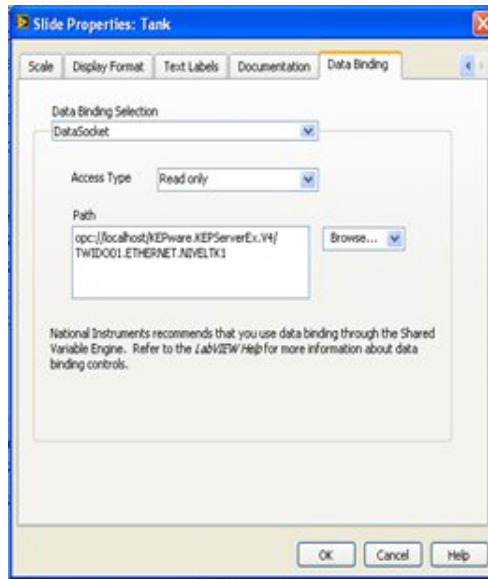 Slide Properties: Tank
Scale Display Format Text Labels Documentation Data Binding
Data Binding Selection
DataSocket
Access Type Read only
Path
opc://localhost/KEPware.KEPServerEx.V4/
TWIDO01.ETHERNET.NIVELTK1
Browse...
National Instruments recommends that you use data binding through the Shared
Variable Engine. Refer to the LabVIEW Help for more information about data
binding controls.
OK Cancel Help